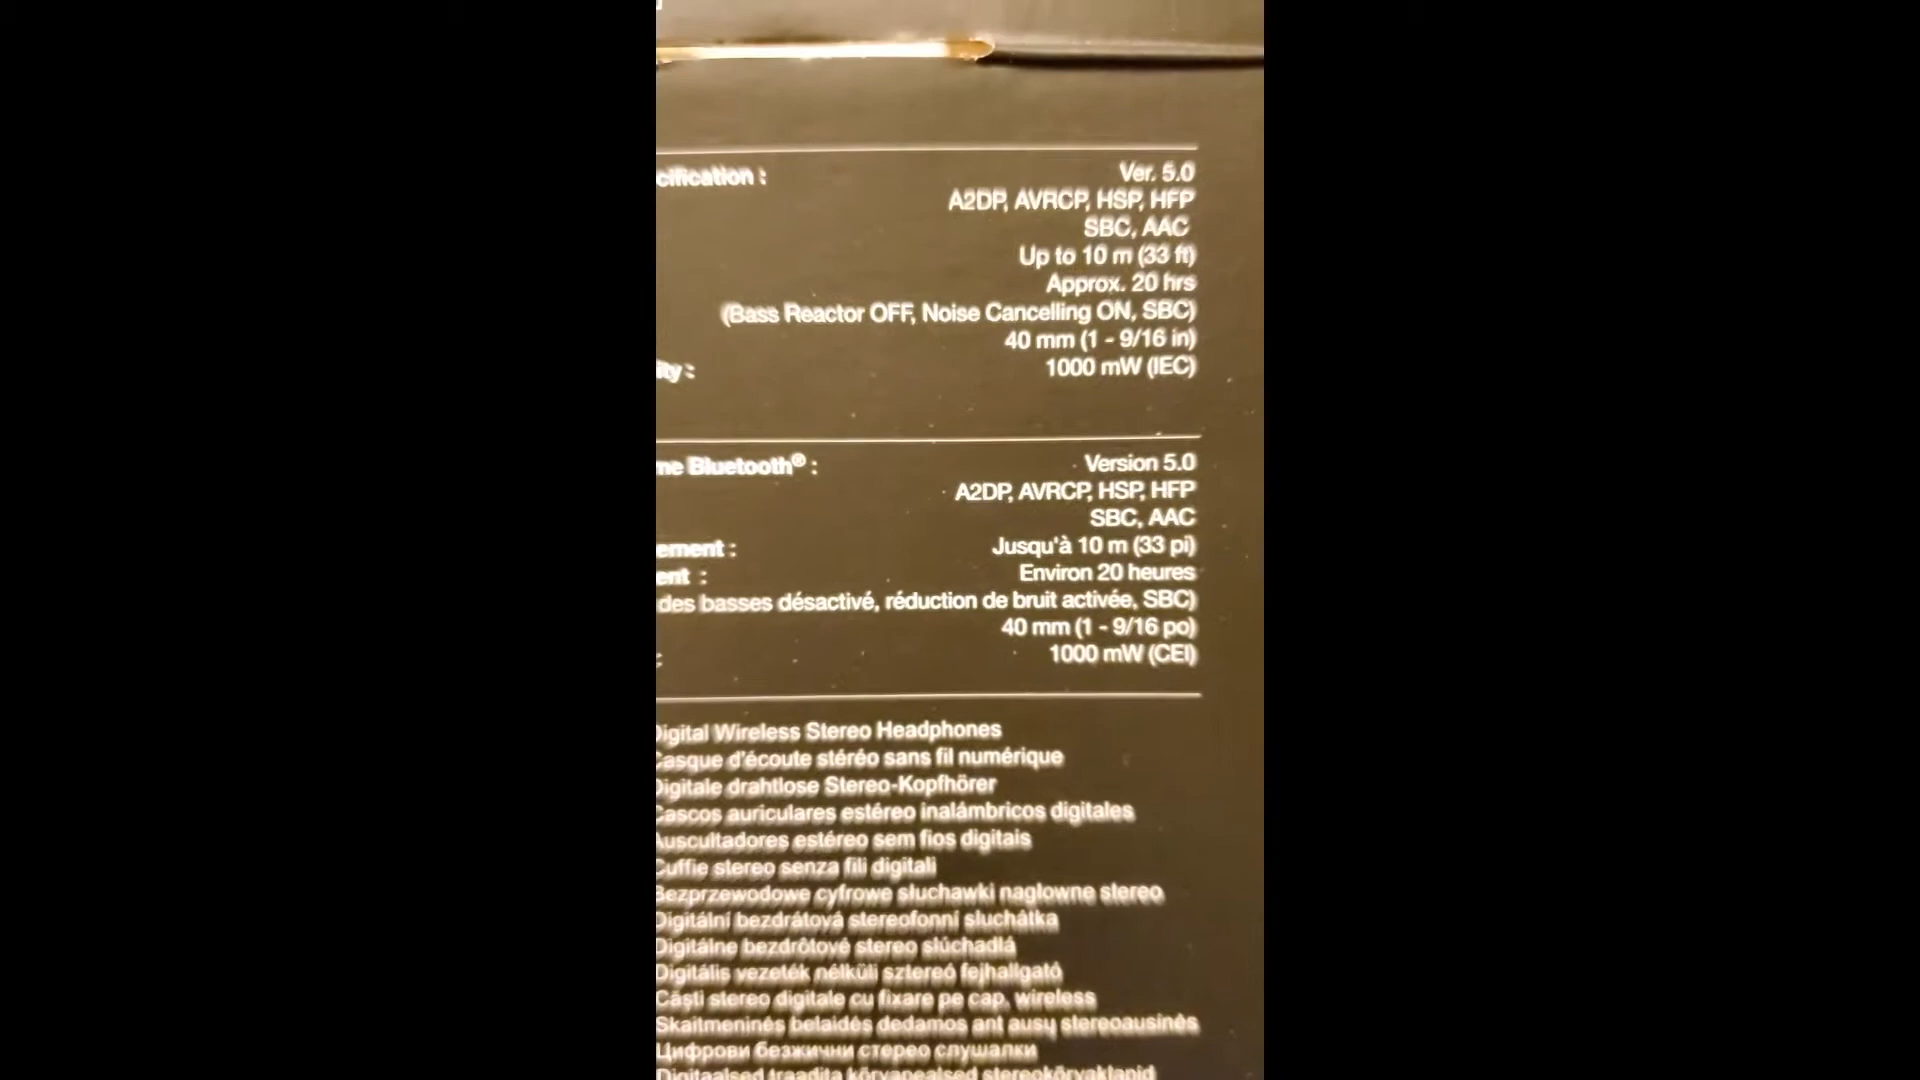 cification : Ver. 5.0
A2DP, AVRCP, HSP, HFP
SBC, AAC
Up to 10 m (33 ft)
Approx. 20 hrs
(Bass Reactor OFF, Noise Cancelling ON, SBC)
40 mm (1 - 9/16 in)
ity : 1000 mW (IEC)
me Bluetooth® : Version 5.0
A2DP, AVRCP, HSP, HFP
SBC, AAC
ement : Jusqu'à 10 m (33 pi)
ent : Environ 20 heures
des basses désactivé, réduction de bruit activée, SBC)
40 mm (1 - 9/16 po)
: 1000 mW (CEI)
Digital Wireless Stereo Headphones
Casque d'écoute stéréo sans fil numérique
Digitale drahtlose Stereo-Kopfhörer
Cascos auriculares estéreo inalámbricos digitales
Auscultadores estéreo sem fios digitais
Cuffie stereo senza fili digitali
Bezprzewodowe cyfrowe słuchawki nagłowne stereo
Digitální bezdrátová stereofonní sluchátka
Digitálne bezdrôtové stereo slúchadlá
Digitális vezeték nélküli sztereó fejhallgató
Căști stereo digitale cu fixare pe cap, wireless
Skaitmeninės belaidės dedamos ant ausų stereoausinės
Цифрови безжични стерео слушалки
Digitaalsed traadita kõrvapealsed stereokõrvaklapid